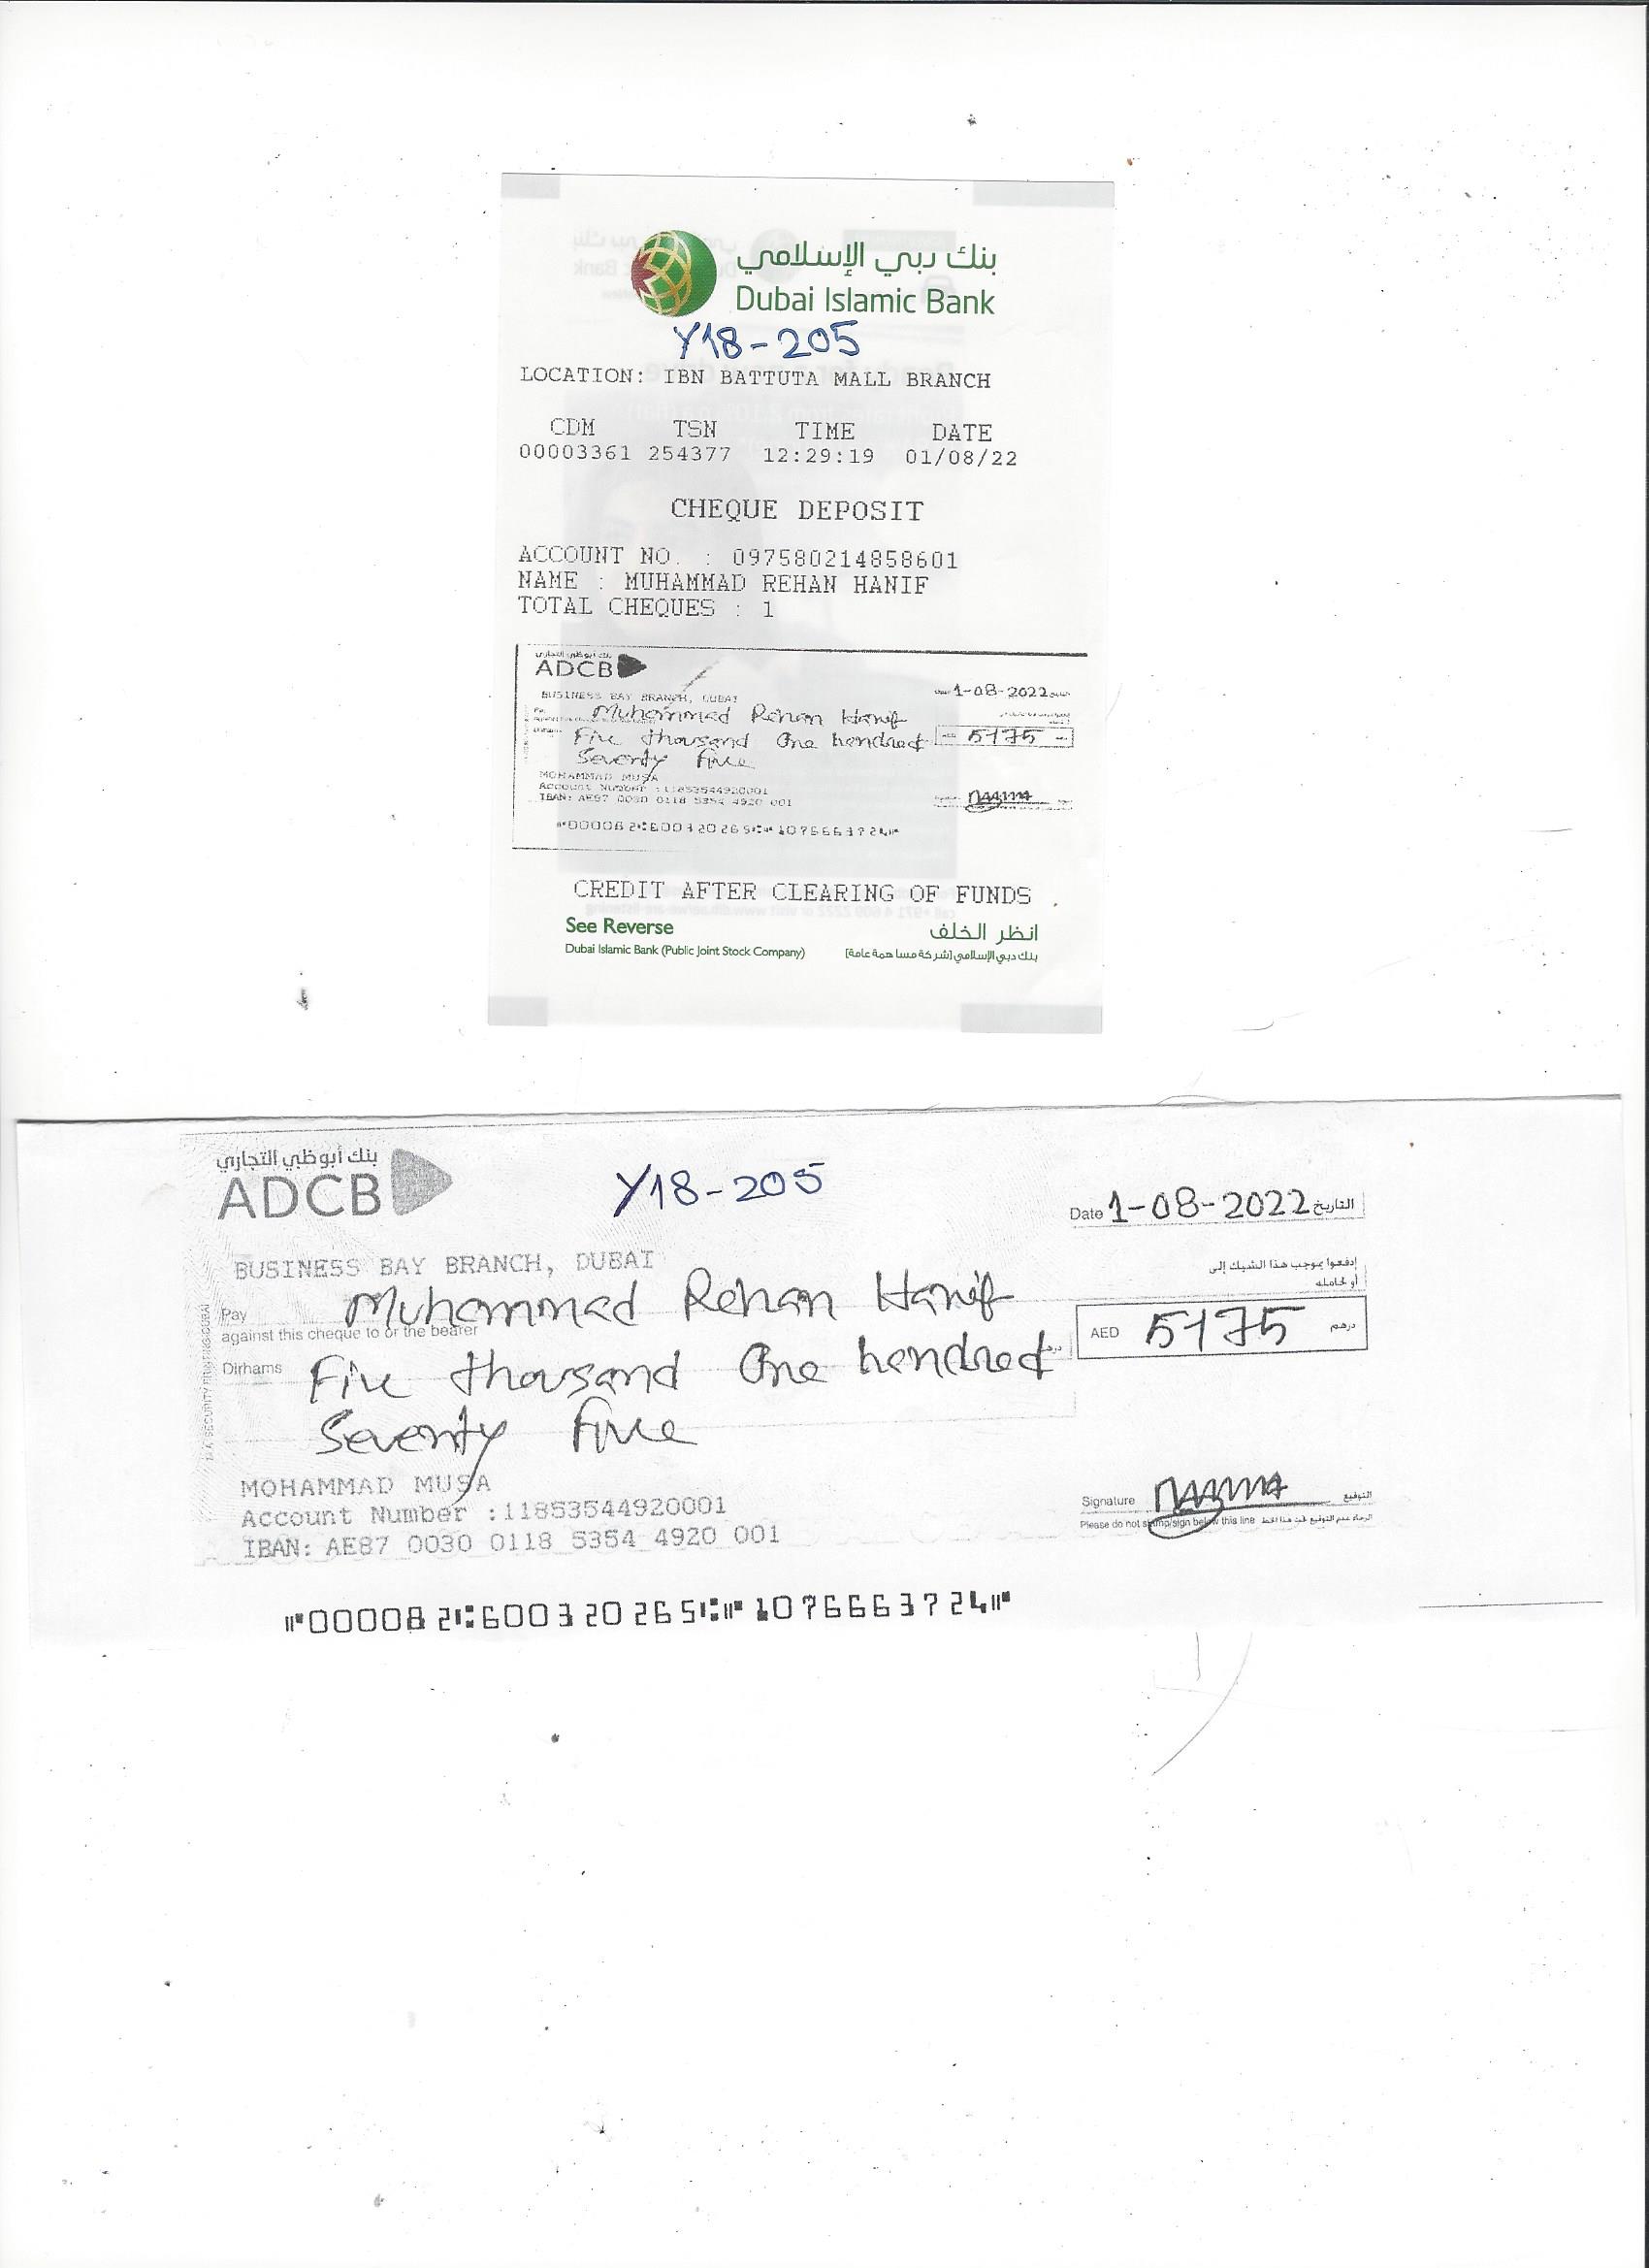 بنك دبي الإسلامي
Dubai Islamic Bank
Y18-205
LOCATION: IBN BATTUTA MALL BRANCH
CDM TSN TIME DATE
00003361 254377 12:29:19 01/08/22
CHEQUE DEPOSIT
ACCOUNT NO. : 097580214858601
NAME : MUHAMMAD REHAN HANIF
TOTAL CHEQUES : 1
بنك أبوظبي التجاري
ADCB
BUSINESS BAY BRANCH, DUBAI
1-08-2022
Muhammad Rehan Hanif
Five thousand One hendred
5175
Seventy Five
MOHAMMAD MUSA
Account Number :11853544920001
IBAN: AE87 0030 0118 5354 4920 001
⑈000082⑆600320265⑆⑈1076663724⑈
CREDIT AFTER CLEARING OF FUNDS
See Reverse انظر الخلف
Dubai Islamic Bank (Public Joint Stock Company) بنك دبي الإسلامي (شركة مساهمة عامة)
بنك أبوظبي التجاري
ADCB
Y18-205
Date 1-08-2022 التاريخ
BUSINESS BAY BRANCH, DUBAI
إدفعوا بموجب هذا الشيك إلى
أو لحامله
Pay Muhammad Rehan Hanif
against this cheque to or the bearer
AED 5175 درهم
Dirhams Five thousand One hendred درهم
Seventy Five
MOHAMMAD MUSA
Account Number :11853544920001
IBAN: AE87 0030 0118 5354 4920 001
Signature التوقيع
Please do not stamp/sign below this line الرجاء عدم التوقيع تحت هذا الخط
⑈000082⑆600320265⑆⑈1076663724⑈